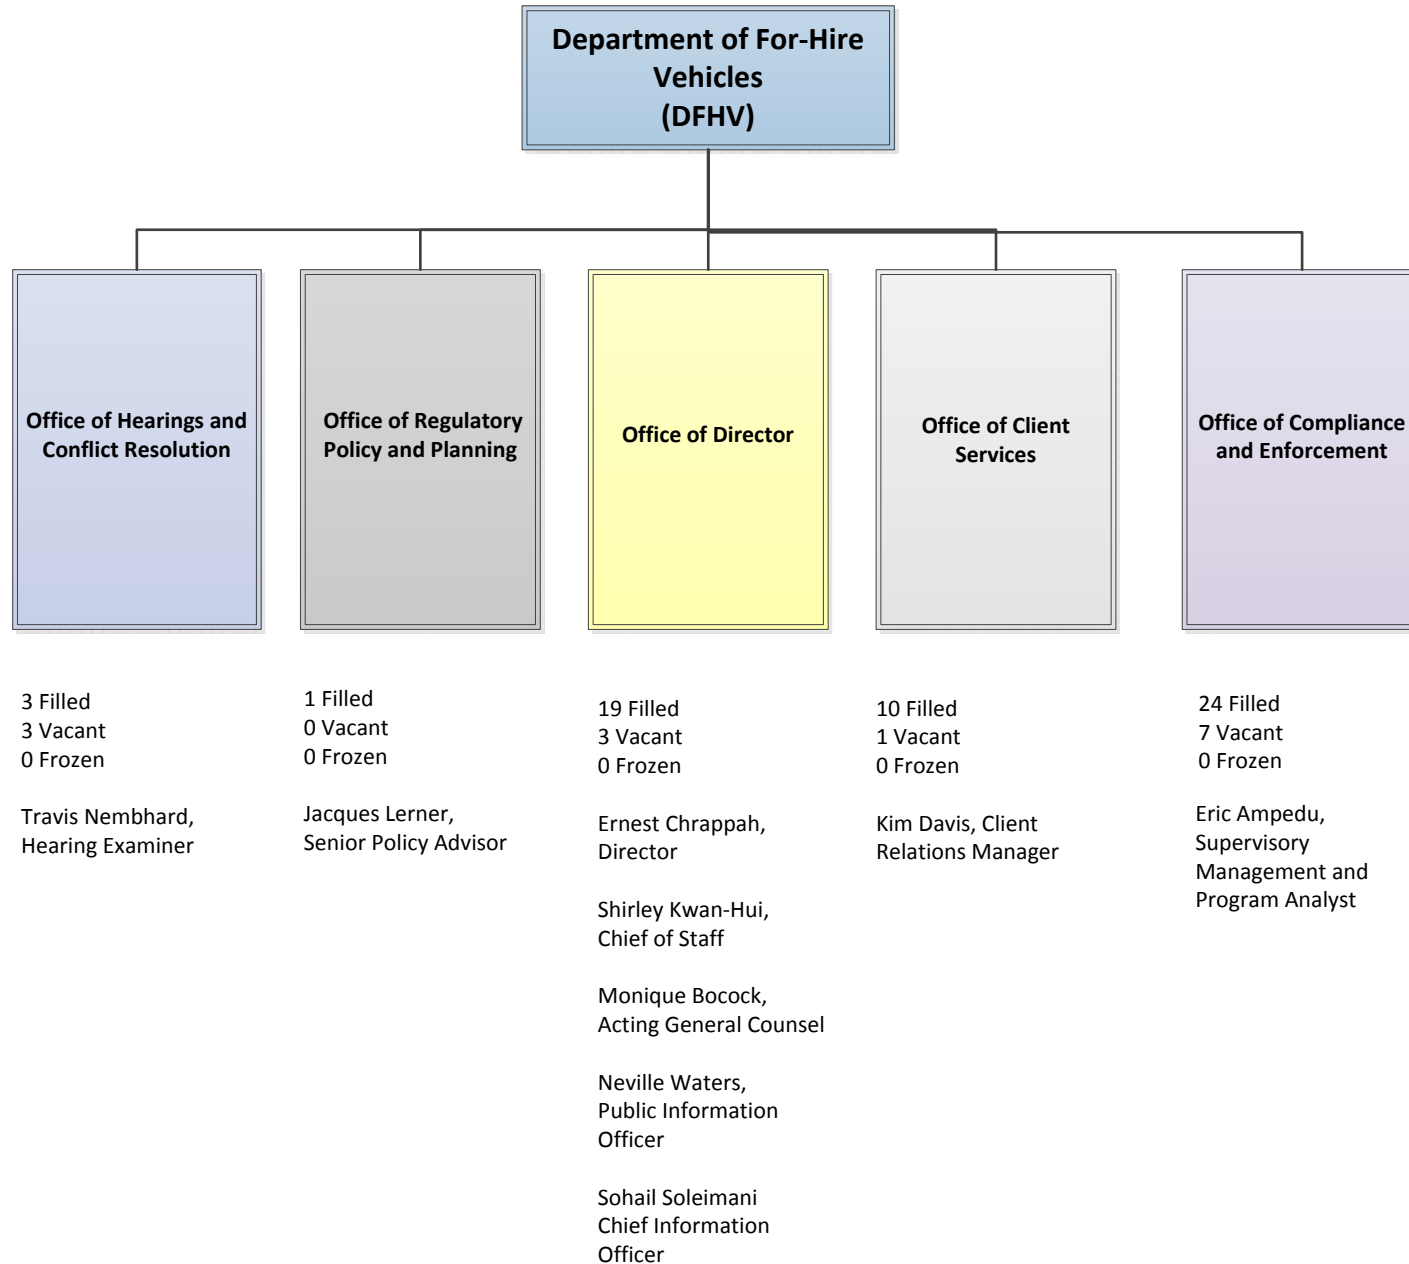 Department of For-Hire
Vehicles
(DFHV)
Office of Hearings and
Conflict Resolution
Office of Regulatory
Policy and Planning
Office of Director
Office of Client
Services
Office of Compliance
and Enforcement
3 Filled
3 Vacant
0 Frozen
Travis Nembhard,
Hearing Examiner
1 Filled
0 Vacant
0 Frozen
Jacques Lerner,
Senior Policy Advisor
19 Filled
3 Vacant
0 Frozen
Ernest Chrappah,
Director
Shirley Kwan-Hui,
Chief of Staff
Monique Bocock,
Acting General Counsel
Neville Waters,
Public Information
Officer
Sohail Soleimani
Chief Information
Officer
10 Filled
1 Vacant
0 Frozen
Kim Davis, Client
Relations Manager
24 Filled
7 Vacant
0 Frozen
Eric Ampedu,
Supervisory
Management and
Program Analyst